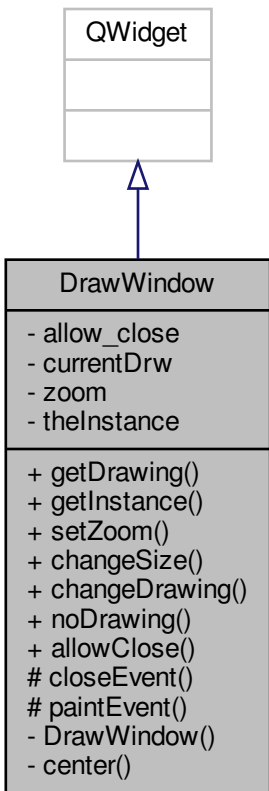 QWidget
DrawWindow
- allow_close
- currentDrw
- zoom
- theInstance
+ getDrawing()
+ getInstance()
+ setZoom()
+ changeSize()
+ changeDrawing()
+ noDrawing()
+ allowClose()
# closeEvent()
# paintEvent()
- DrawWindow()
- center()